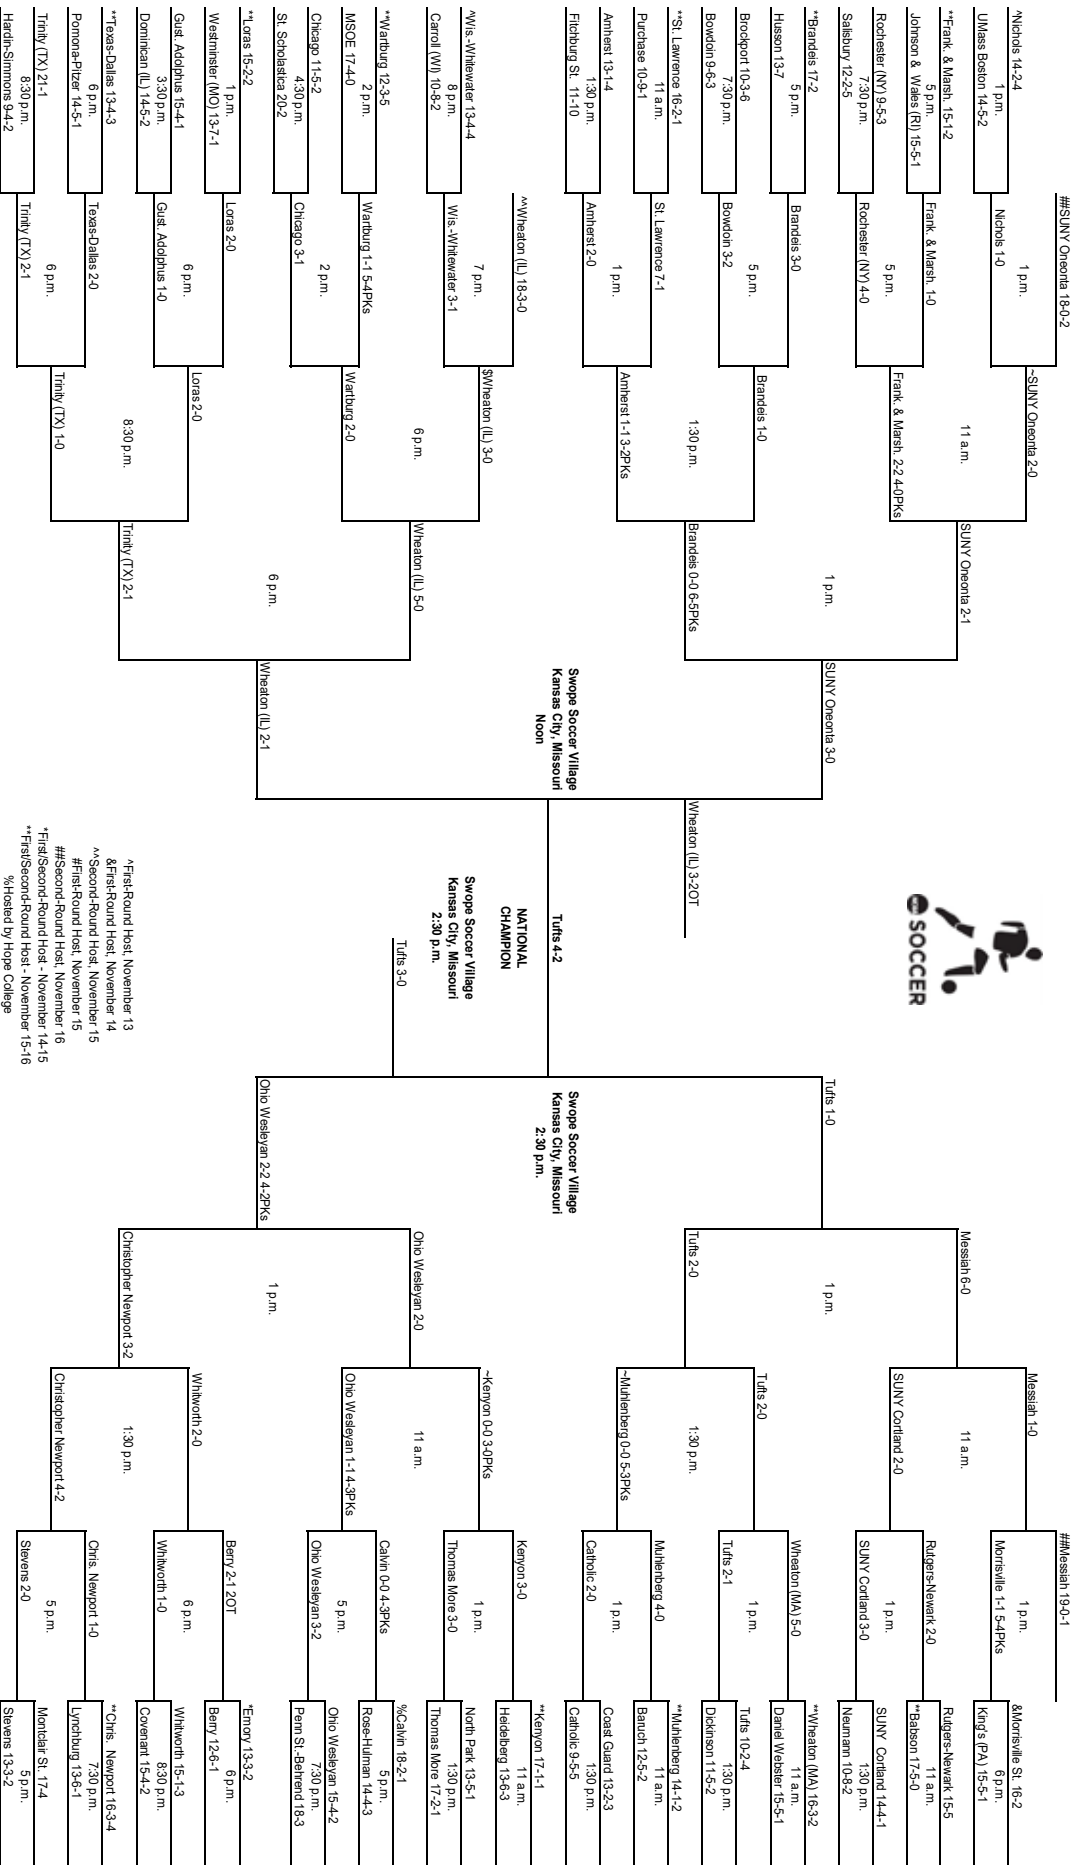 ##SUNY Oneonta 18-0-2
^Nichols 14-2-4
1 p.m.
UMass Boston 14-5-2
**Frank. & Marsh. 15-1-2
5 p.m.
Johnson & Wales (RI) 15-5-1
Rochester (NY) 9-5-3
7:30 p.m.
Salisbury 12-2-5
**Brandeis 17-2
5 p.m.
Husson 13-7
Brockport 10-3-6
7:30 p.m.
Bowdoin 9-6-3
**St. Lawrence 16-2-1
11 a.m.
Purchase 10-9-1
Amherst 13-1-4
1:30 p.m.
Fitchburg St. 11-10
^^Wheaton (IL) 18-3-0
^Wis.-Whitewater 13-4-4
8 p.m.
Carroll (WI) 10-8-2
**Wartburg 12-3-5
2 p.m.
MSOE 17-4-0
Chicago 11-5-2
4:30 p.m.
St. Scholastica 20-2
**Loras 15-2-2
1 p.m.
Westminster (MO) 13-7-1
Gust. Adolphus 15-4-1
3:30 p.m.
Dominican (IL) 14-5-2
**Texas-Dallas 13-4-3
6 p.m.
Pomona-Pitzer 14-5-1
Trinity (TX) 21-1
8:30 p.m.
Hardin-Simmons 9-4-2
1 p.m.
Nichols 1-0
Frank. & Marsh. 1-0
5 p.m.
Rochester (NY) 4-0
Brandeis 3-0
5 p.m.
Bowdoin 3-2
St. Lawrence 7-1
1 p.m.
Amherst 2-0
7 p.m.
Wis.-Whitewater 3-1
Wartburg 1-1 5-4PKs
2 p.m.
Chicago 3-1
Loras 2-0
6 p.m.
Gust. Adolphus 1-0
Texas-Dallas 2-0
6 p.m.
Trinity (TX) 2-1
~SUNY Oneonta 2-0
11 a.m.
Frank. & Marsh. 2-2 4-0PKs
Brandeis 1-0
1:30 p.m.
Amherst 1-1 3-2PKs
$Wheaton (IL) 3-0
6 p.m.
Wartburg 2-0
Loras 2-0
8:30 p.m.
Trinity (TX) 1-0
SUNY Oneonta 2-1
1 p.m.
Brandeis 0-0 6-5PKs
Wheaton (IL) 5-0
6 p.m.
Trinity (TX) 2-1
SUNY Oneonta 3-0
Swope Soccer Village
Kansas City, Missouri
Noon
Wheaton (IL) 2-1
SOCCER
Wheaton (IL) 3-2OT
Tufts 4-2
NATIONAL
CHAMPION
Swope Soccer Village
Kansas City, Missouri
2:30 p.m.
Tufts 3-0
^First-Round Host, November 13
&First-Round Host, November 14
^^Second-Round Host, November 15
#First-Round Host, November 15
##Second-Round Host, November 16
*First/Second-Round Host - November 14-15
**First/Second-Round Host - November 15-16
%Hosted by Hope College
Tufts 1-0
Swope Soccer Village
Kansas City, Missouri
2:30 p.m.
Ohio Wesleyan 2-2 4-2PKs
Messiah 6-0
1 p.m.
Tufts 2-0
Ohio Wesleyan 2-0
1 p.m.
Christopher Newport 3-2
Messiah 1-0
11 a.m.
SUNY Cortland 2-0
Tufts 2-0
1:30 p.m.
~Muhlenberg 0-0 5-3PKs
~Kenyon 0-0 3-0PKs
11 a.m.
Ohio Wesleyan 1-1 4-3PKs
Whitworth 2-0
1:30 p.m.
Christopher Newport 4-2
##Messiah 19-0-1
1 p.m.
Morrisville 1-1 5-4PKs
Rutgers-Newark 2-0
1 p.m.
SUNY Cortland 3-0
Wheaton (MA) 5-0
1 p.m.
Tufts 2-1
Muhlenberg 4-0
1 p.m.
Catholic 2-0
Kenyon 3-0
1 p.m.
Thomas More 3-0
Calvin 0-0 4-3PKs
5 p.m.
Ohio Wesleyan 3-2
Berry 2-1 2OT
6 p.m.
Whitworth 1-0
Chris. Newport 1-0
5 p.m.
Stevens 2-0
&Morrisville St. 16-2
6 p.m.
King's (PA) 15-5-1
Rutgers-Newark 15-5
11 a.m.
**Babson 17-5-0
SUNY Cortland 14-4-1
1:30 p.m.
Neumann 10-8-2
**Wheaton (MA) 16-3-2
11 a.m.
Daniel Webster 15-5-1
Tufts 10-2-4
1:30 p.m.
Dickinson 11-5-2
**Muhlenberg 14-1-2
11 a.m.
Baruch 12-5-2
Coast Guard 13-2-3
1:30 p.m.
Catholic 9-5-5
**Kenyon 17-1-1
11 a.m.
Heidelberg 13-6-3
North Park 13-5-1
1:30 p.m.
Thomas More 17-2-1
%Calvin 18-2-1
5 p.m.
Rose-Hulman 14-4-3
Ohio Wesleyan 15-4-2
7:30 p.m.
Penn St.-Behrend 18-3
*Emory 13-3-2
6 p.m.
Berry 12-6-1
Whitworth 15-1-3
8:30 p.m.
Covenant 15-4-2
**Chris. Newport 16-3-4
7:30 p.m.
Lynchburg 13-6-1
Montclair St. 17-4
5 p.m.
Stevens 13-3-2